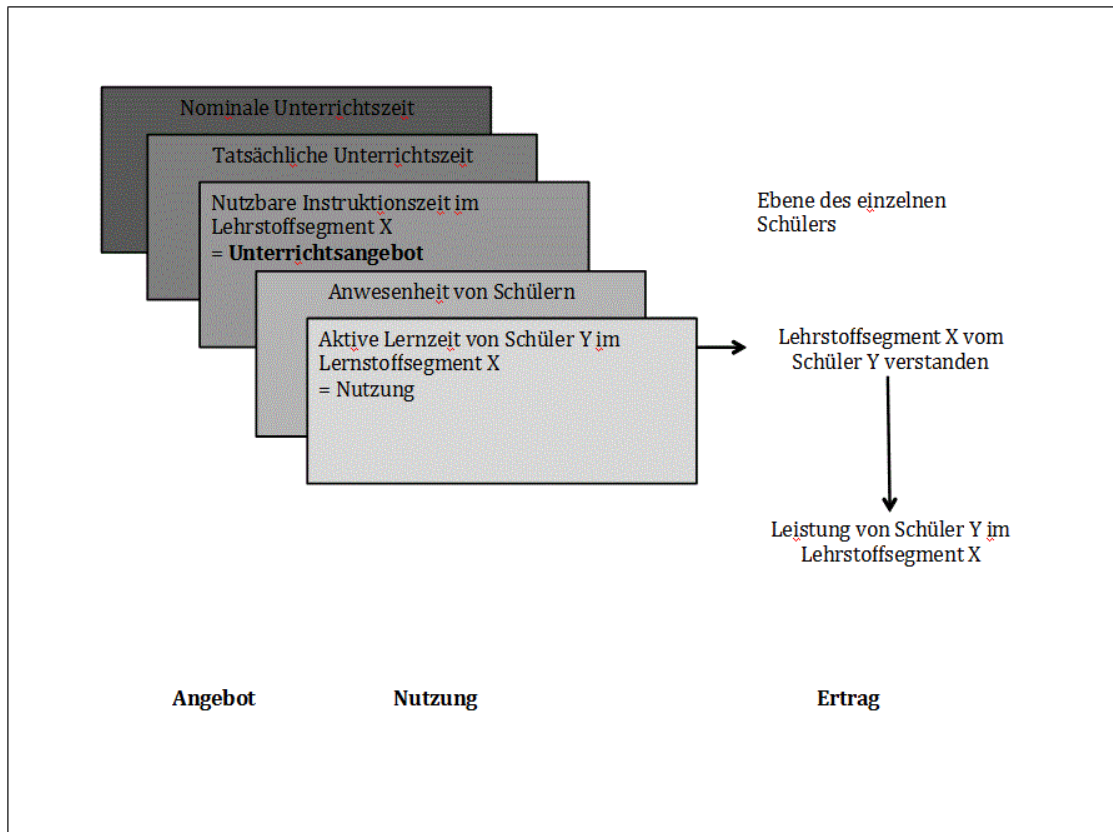 Nominale Unterrichtszeit
Tatsächliche Unterrichtszeit
Nutzbare Instruktionszeit im
Lehrstoffsegment X
= Unterrichtsangebot
Anwesenheit von Schülern
Aktive Lernzeit von Schüler Y im
Lernstoffsegment X
= Nutzung
Ebene des einzelnen
Schülers
Lehrstoffsegment X vom
Schüler Y verstanden
Leistung von Schüler Y im
Lehrstoffsegment X
Angebot
Nutzung
Ertrag